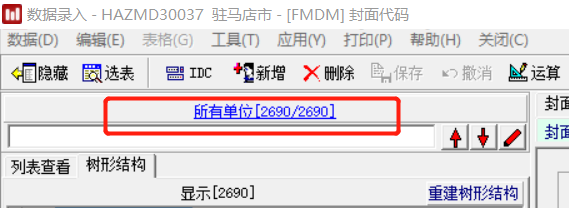 数据录入 - HAZMD30037 驻马店市 - [FMDM] 封面代码
数据(D) 编辑(E) 表格(G) 工具(T) 应用(Y) 打印(P) 帮助(H) 关闭(C)
隐藏 选表 IDC 新增 删除 保存 撤消 运算
所有单位[2690/2690]
封面
封面
列表查看 树形结构
显示[2690] 重建树形结构